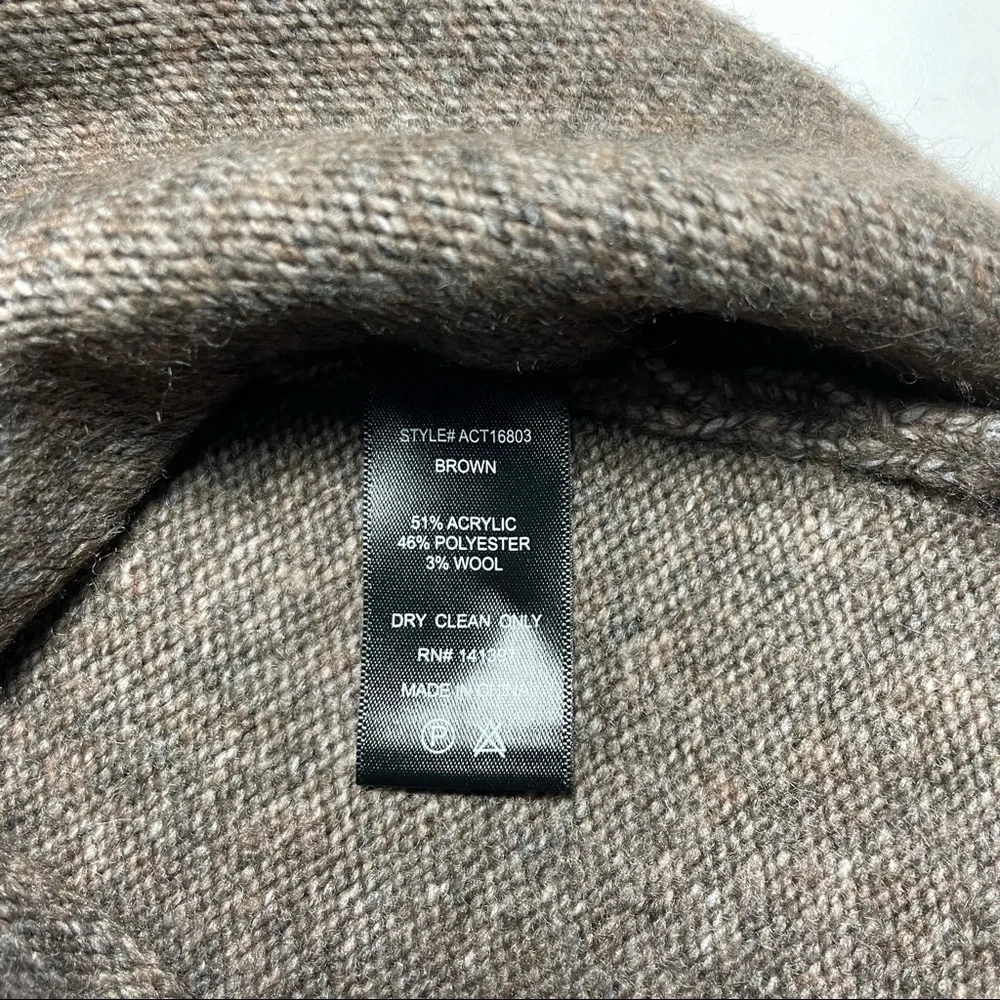 STYLE# ACT16803
BROWN
51% ACRYLIC
46% POLYESTER
3% WOOL
DRY CLEAN ONLY
RN#
MADE IN CHINA
P